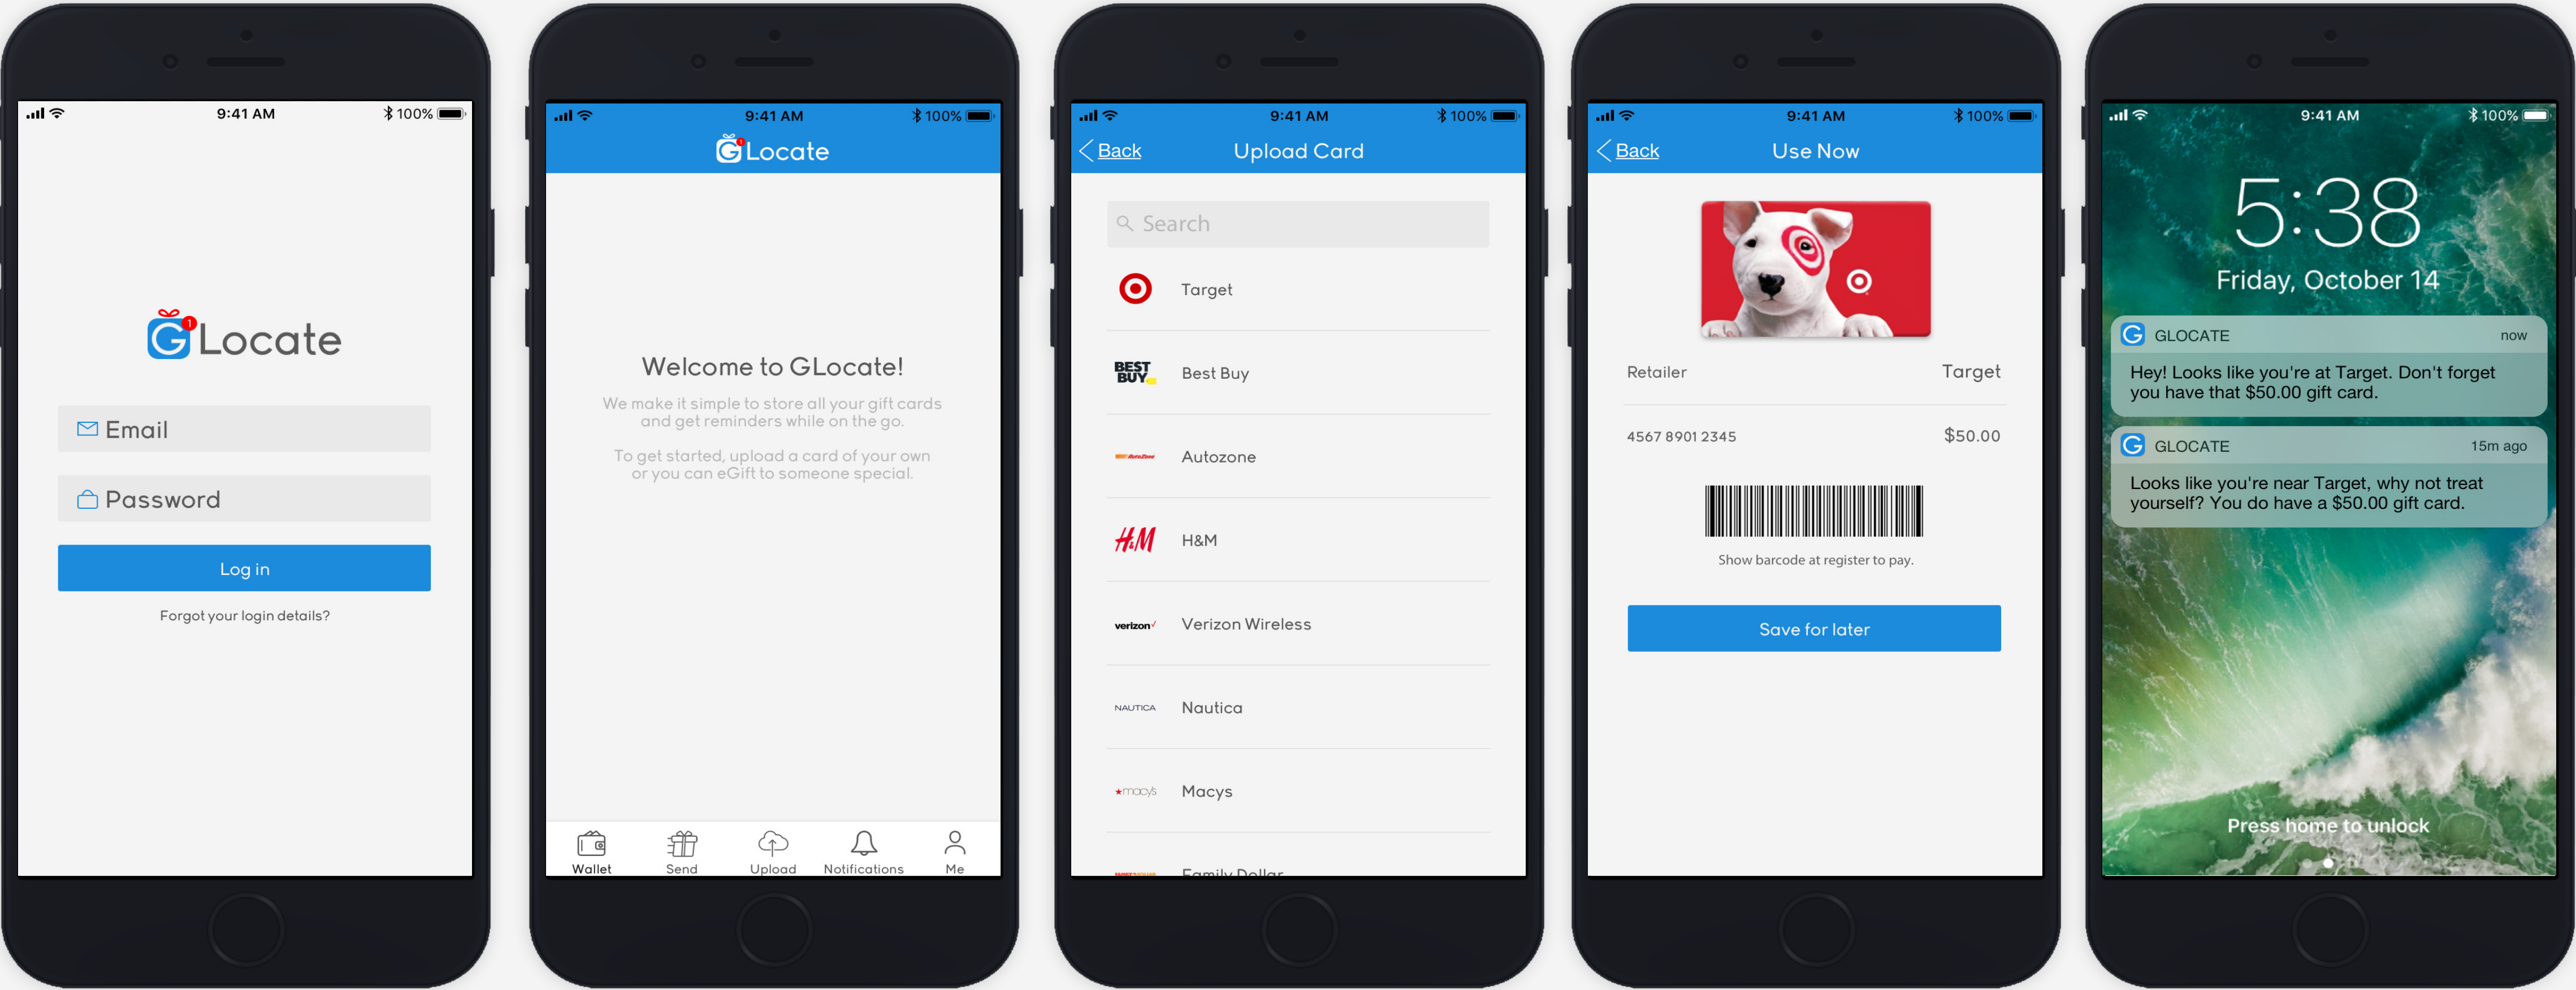 9:41 AM 100%
G1Locate
Email
Password
Log in
Forgot your login details?
9:41 AM 100%
G1Locate
Welcome to GLocate!
We make it simple to store all your gift cards
and get reminders while on the go.
To get started, upload a card of your own
or you can eGift to someone special.
Wallet Send Upload Notifications Me
9:41 AM 100%
Back Upload Card
Search
Target
BEST
BUY Best Buy
AutoZone Autozone
H&M H&M
verizon Verizon Wireless
NAUTICA Nautica
macy's Macys
Family Dollar
9:41 AM 100%
Back Use Now
Retailer Target
4567 8901 2345 $50.00
Show barcode at register to pay.
Save for later
9:41 AM 100%
5:38
Friday, October 14
G GLOCATE now
Hey! Looks like you're at Target. Don't forget
you have that $50.00 gift card.
G GLOCATE 15m ago
Looks like you're near Target, why not treat
yourself? You do have a $50.00 gift card.
Press home to unlock